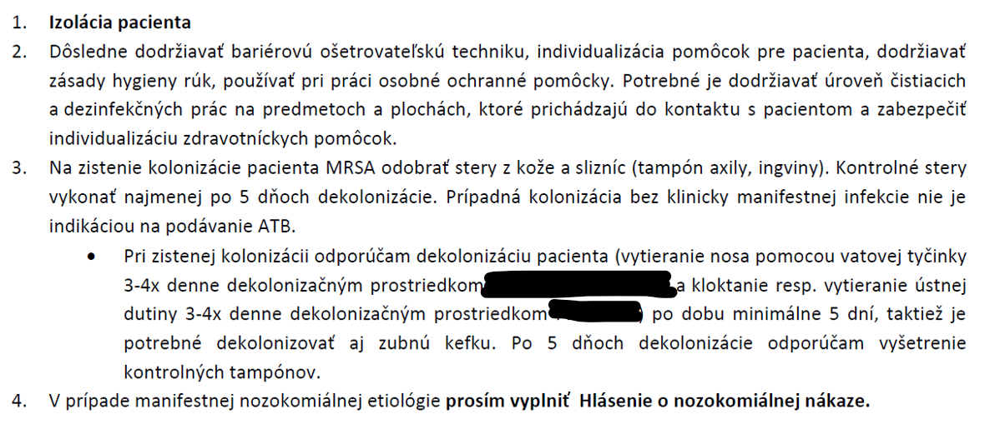 1. Izolácia pacienta
2. Dôsledne dodržiavať bariérovú ošetrovateľskú techniku, individualizácia pomôcok pre pacienta, dodržiavať
zásady hygieny rúk, používať pri práci osobné ochranné pomôcky. Potrebné je dodržiavať úroveň čistiacich
a dezinfekčných prác na predmetoch a plochách, ktoré prichádzajú do kontaktu s pacientom a zabezpečiť
individualizáciu zdravotníckych pomôcok.
3. Na zistenie kolonizácie pacienta MRSA odobrať stery z kože a slizníc (tampón axily, ingviny). Kontrolné stery
vykonať najmenej po 5 dňoch dekolonizácie. Prípadná kolonizácia bez klinicky manifestnej infekcie nie je
indikáciou na podávanie ATB.
• Pri zistenej kolonizácii odporúčam dekolonizáciu pacienta (vytieranie nosa pomocou vatovej tyčinky
3-4x denne dekolonizačným prostriedkom a kloktanie resp. vytieranie ústnej
dutiny 3-4x denne dekolonizačným prostriedkom ) po dobu minimálne 5 dní, taktiež je
potrebné dekolonizovať aj zubnú kefku. Po 5 dňoch dekolonizácie odporúčam vyšetrenie
kontrolných tampónov.
4. V prípade manifestnej nozokomiálnej etiológie prosím vyplniť Hlásenie o nozokomiálnej nákaze.